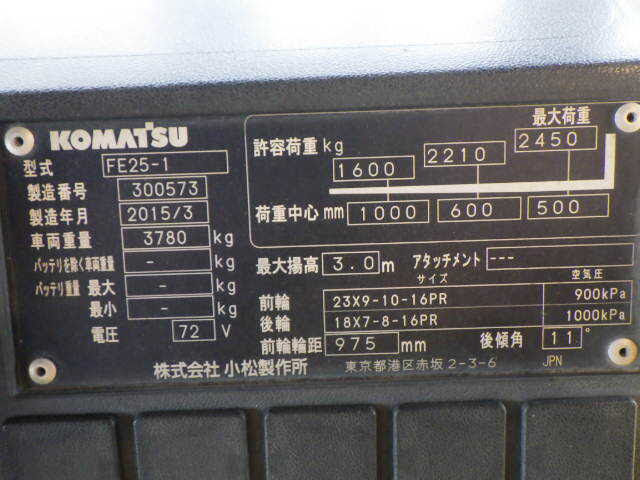 KOMATSU
型式 FE25-1
製造番号 300573
製造年月 2015/3
車両重量 3780 kg
バッテリを除く車両重量 - kg
バッテリ重量 最大 - kg
最小 - kg
電圧 72 V
最大荷重
許容荷重 kg 1600 2210 2450
荷重中心 mm 1000 600 500
最大揚高 3.0 m アタッチメント ---
サイズ 空気圧
前輪 23X9-10-16PR 900kPa
後輪 18X7-8-16PR 1000kPa
前輪輪距 975 mm 後傾角 11°
株式会社 小松製作所 東京都港区赤坂2-3-6 JPN